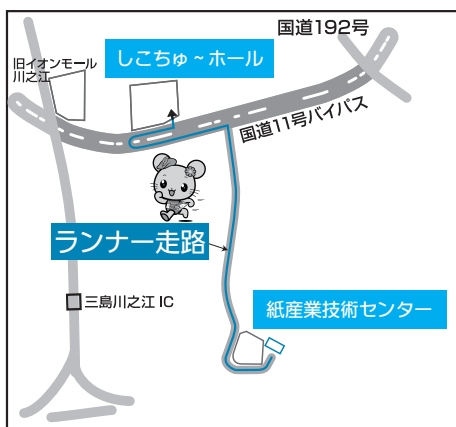 国道192号
旧イオンモール
川之江
しこちゅ~ホール
国道11号バイパス
ランナー走路
三島川之江 IC
紙産業技術センター